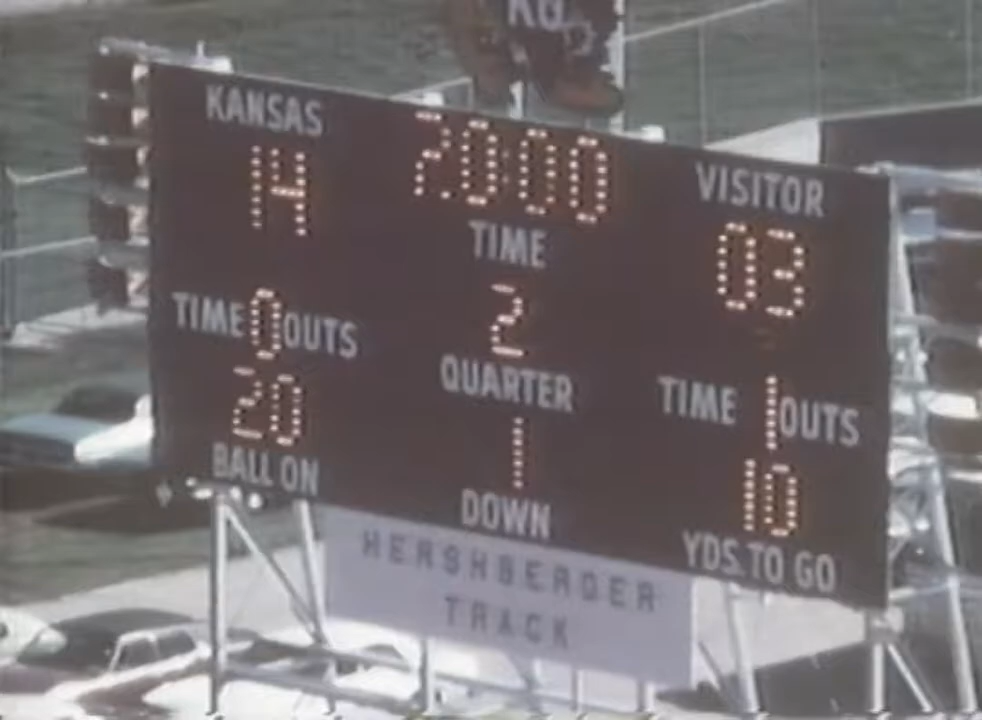 KU
KANSAS 20:00 VISITOR
14 TIME 03
TIME 0 OUTS 2 TIME 1 OUTS
QUARTER
20 1 10
BALL ON DOWN YDS. TO GO
HERSHBERGER
TRACK